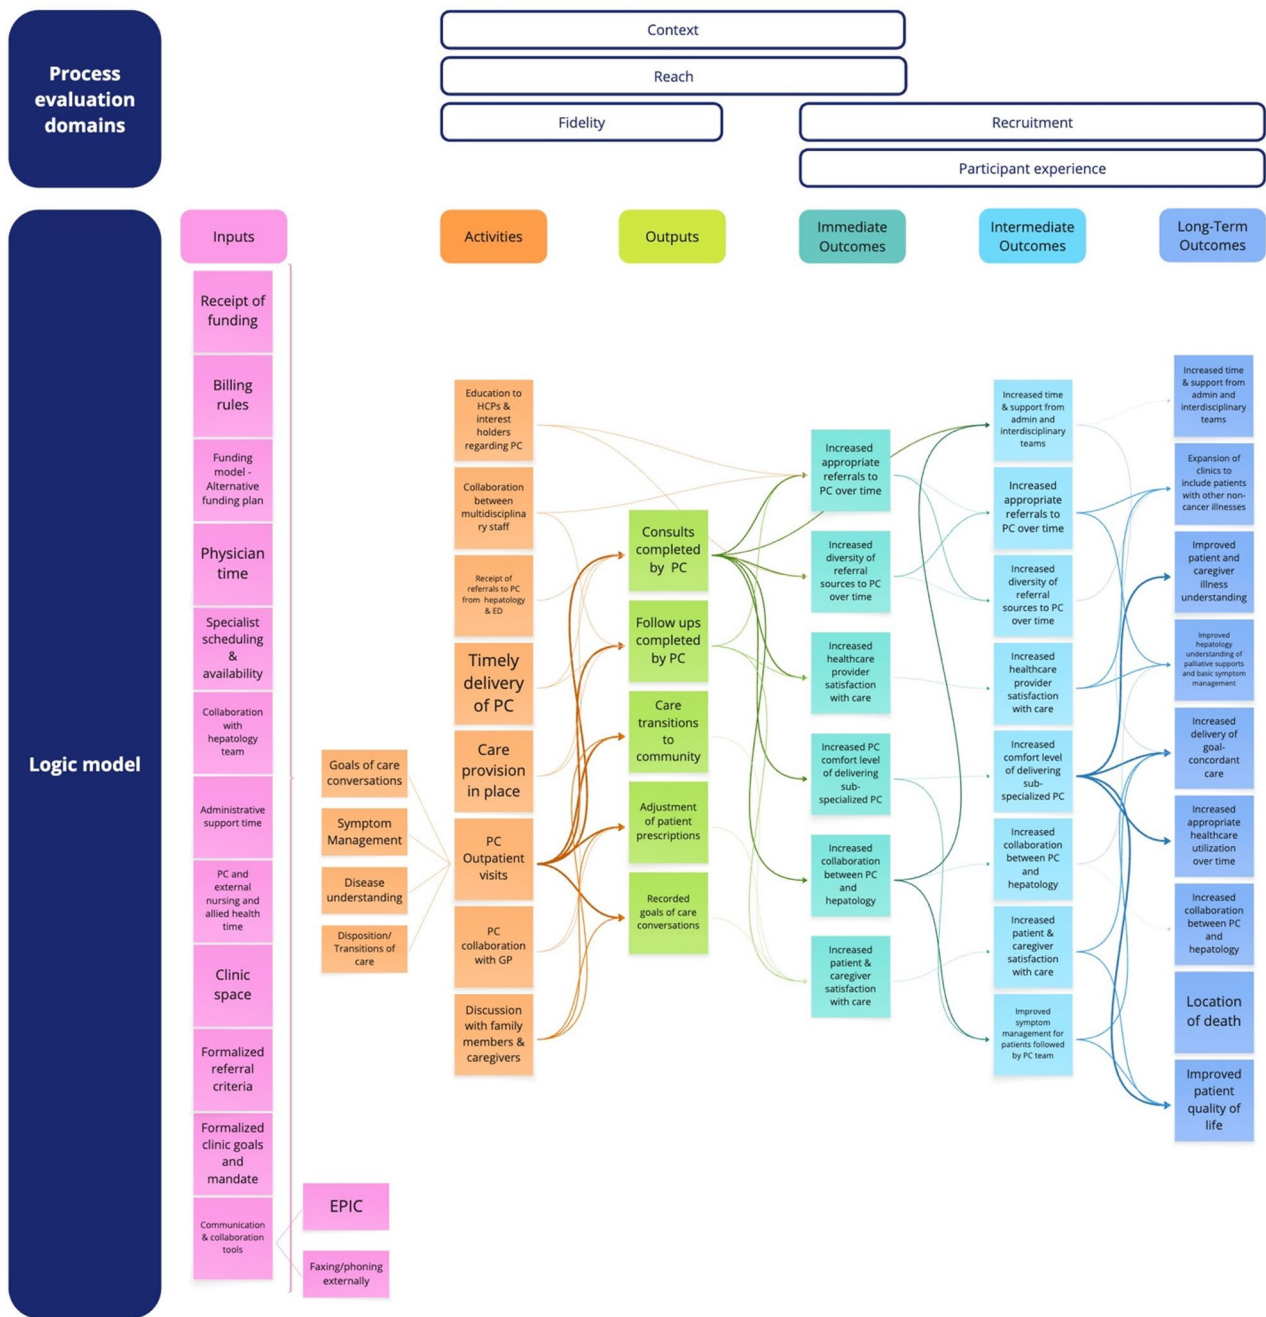 Process
evaluation
domains
Context
Reach
Fidelity
Recruitment
Participant experience
Logic model
Inputs
Activities
Outputs
Immediate
Outcomes
Intermediate
Outcomes
Long-Term
Outcomes
Receipt of
funding
Billing
rules
Funding
model -
Alternative
funding plan
Physician
time
Specialist
scheduling
&
availability
Collaboration
with
hepatology
team
Administrative
support time
PC and
external
nursing and
allied health
time
Clinic
space
Formalized
referral
criteria
Formalized
clinic goals
and
mandate
Communication
& collaboration
tools
EPIC
Faxing/phoning
externally
Goals of care
conversations
Symptom
Management
Disease
understanding
Disposition/
Transitions of
care
Education to
HCPs &
interest
holders
regarding PC
Collaboration
between
multidisciplina
ry staff
Receipt of
referrals to PC
from hepatology
& ED
Timely
delivery
of PC
Care
provision
in place
PC
Outpatient
visits
PC
collaboration
with GP
Discussion
with family
members &
caregivers
Consults
completed
by PC
Follow ups
completed
by PC
Care
transitions
to
community
Adjustment
of patient
prescriptions
Recorded
goals of care
conversations
Increased
appropriate
referrals to
PC over time
Increased
diversity of
referral
sources to PC
over time
Increased
healthcare
provider
satisfaction
with care
Increased PC
comfort level
of delivering
sub-
specialized PC
Increased
collaboration
between PC
and
hepatology
Increased
patient &
caregiver
satisfaction
with care
Increased time
& support from
admin and
interdisciplinary
teams
Increased
appropriate
referrals to
PC over time
Increased
diversity of
referral
sources to PC
over time
Increased
healthcare
provider
satisfaction
with care
Increased PC
comfort level
of delivering
sub-
specialized PC
Increased
collaboration
between PC
and
hepatology
Increased
patient &
caregiver
satisfaction
with care
Improved
symptom
management for
patients followed
by PC team
Increased time
& support from
admin and
interdisciplinary
teams
Expansion of
clinics to
include patients
with other non-
cancer illnesses
Improved
patient and
caregiver
illness
understanding
Improved
hepatology
understanding of
palliative supports
and basic symptom
management
Increased
delivery of
goal-
concordant
care
Increased
appropriate
healthcare
utilization
over time
Increased
collaboration
between PC
and
hepatology
Location
of death
Improved
patient
quality of
life